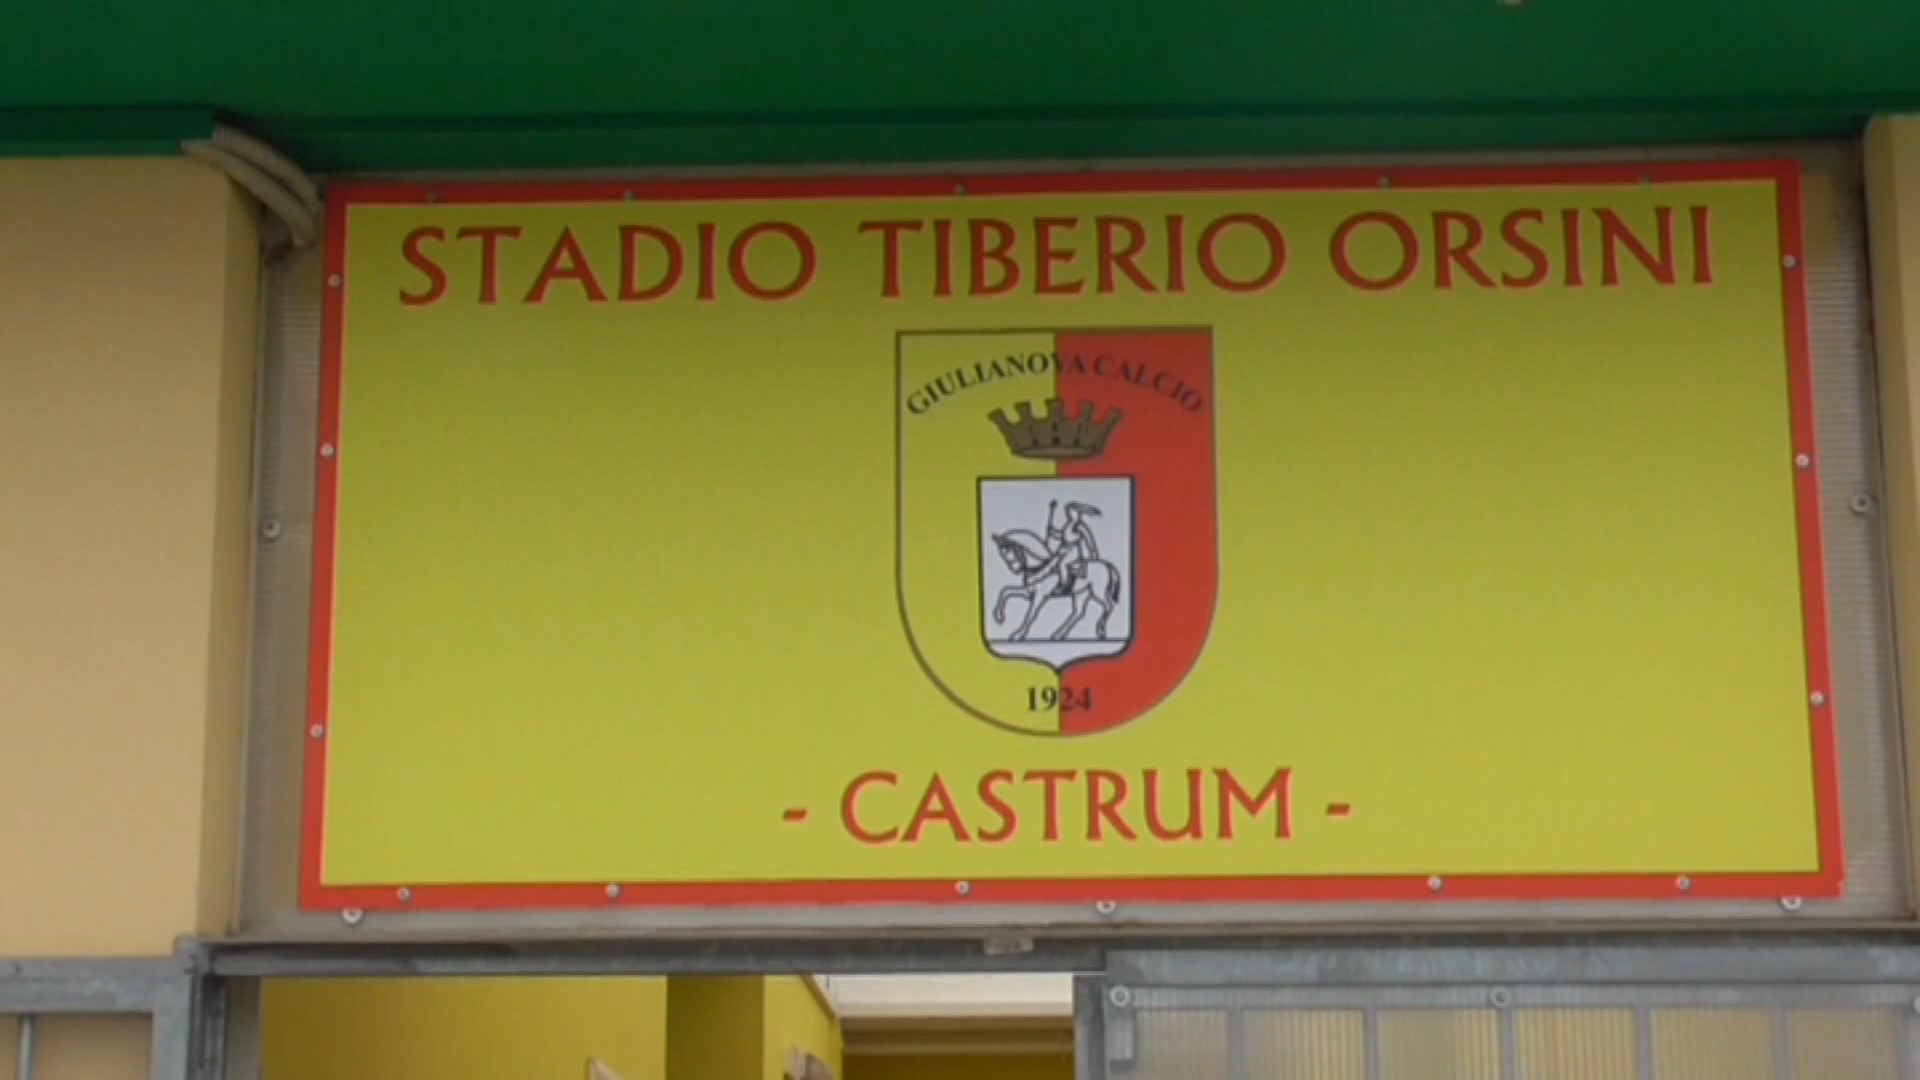 STADIO TIBERIO ORSINI
GIULIANOVA CALCIO
1924
- CASTRUM -